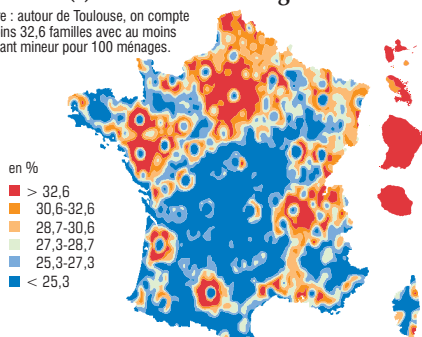 : autour de Toulouse, on compte
ins 32,6 familles avec au moins
ant mineur pour 100 ménages.
en %
> 32,6
30,6-32,6
28,7-30,6
27,3-28,7
25,3-27,3
< 25,3